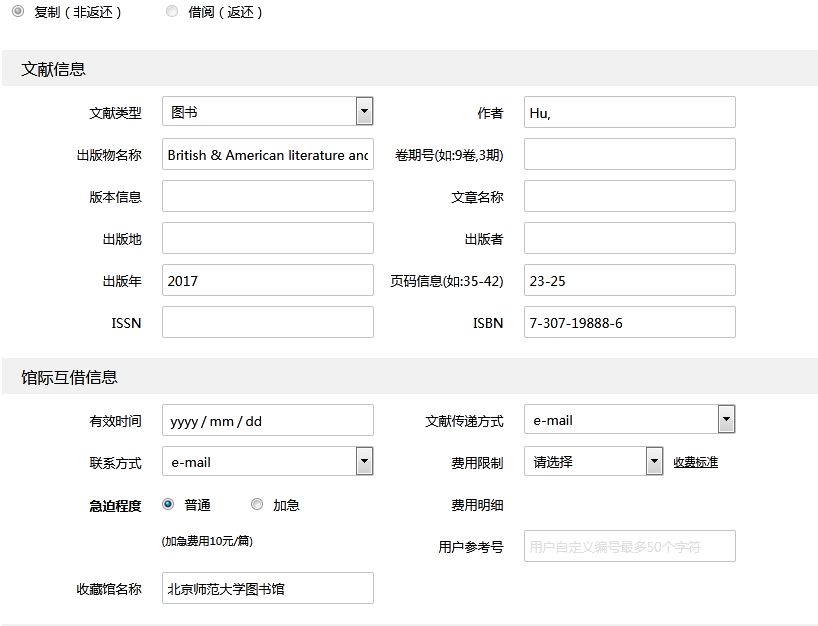 复制（非返还） 借阅（返还）
文献信息
文献类型 图书 作者 Hu,
出版物名称 British & American literature and 卷期号(如:9卷,3期)
版本信息 文章名称
出版地 出版者
出版年 2017 页码信息(如:35-42) 23-25
ISSN ISBN 7-307-19888-6
馆际互借信息
有效时间 yyyy / mm / dd 文献传递方式 e-mail
联系方式 e-mail 费用限制 请选择 收费标准
急迫程度 普通 加急 费用明细
(加急费用10元/篇) 用户参考号 用户自定义编号最多50个字符
收藏馆名称 北京师范大学图书馆